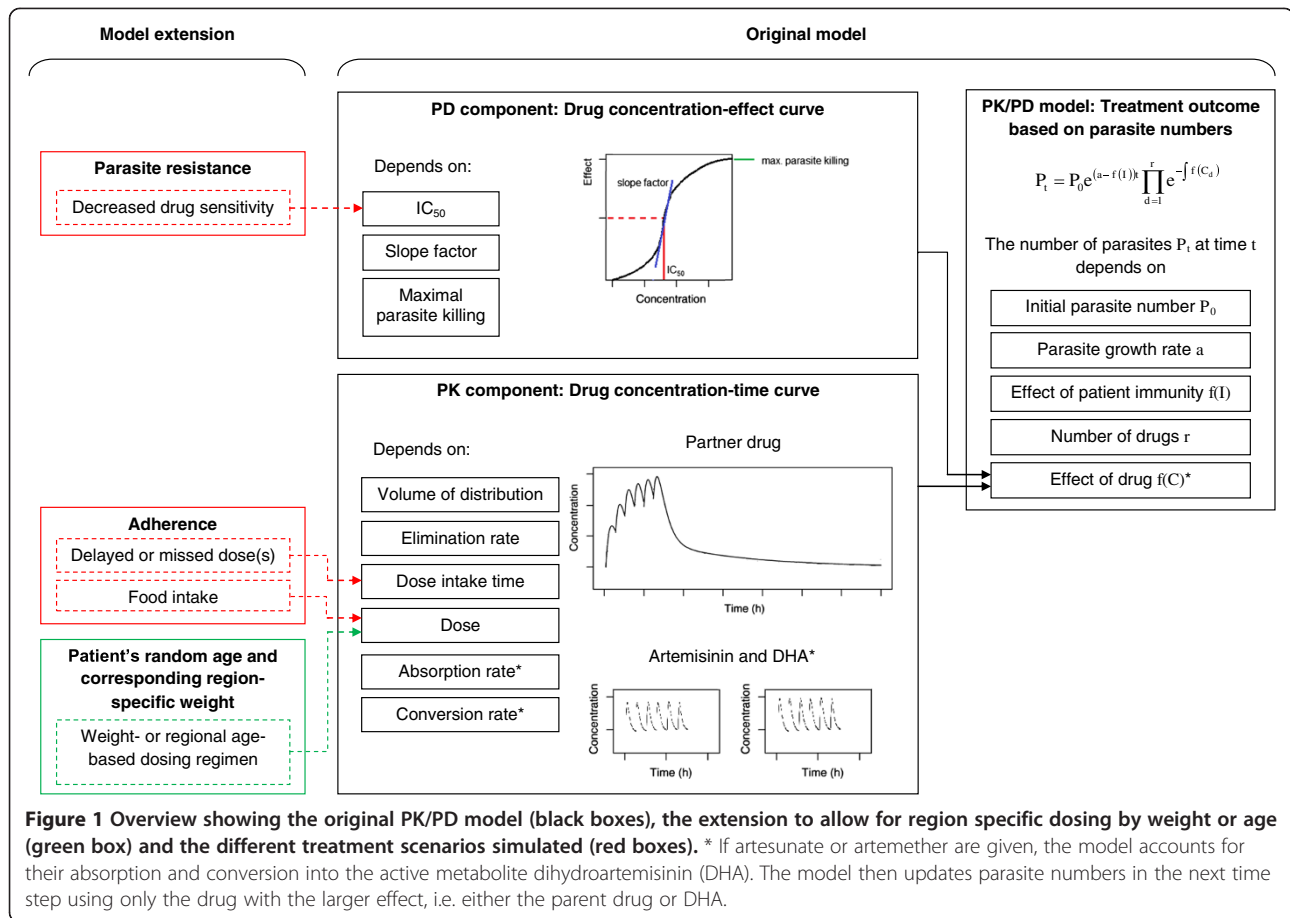 Model extension
Original model
Parasite resistance
Decreased drug sensitivity
Adherence
Delayed or missed dose(s)
Food intake
Patient's random age and
corresponding region-
specific weight
Weight- or regional age-
based dosing regimen
PD component: Drug concentration-effect curve
Depends on:
IC50
Slope factor
Maximal
parasite killing
Effect
slope factor
max. parasite killing
IC50
Concentration
PK component: Drug concentration-time curve
Depends on:
Volume of distribution
Elimination rate
Dose intake time
Dose
Absorption rate*
Conversion rate*
Partner drug
Concentration
Time (h)
Artemisinin and DHA*
Concentration
Time (h)
Concentration
Time (h)
PK/PD model: Treatment outcome
based on parasite numbers
P_t = P_0 e^{(a-f(I))t} ∏_{d=1}^{r} e^{-∫ f(C_d)}
The number of parasites Pt at time t
depends on
Initial parasite number P0
Parasite growth rate a
Effect of patient immunity f(I)
Number of drugs r
Effect of drug f(C)*
Figure 1 Overview showing the original PK/PD model (black boxes), the extension to allow for region specific dosing by weight or age
(green box) and the different treatment scenarios simulated (red boxes). * If artesunate or artemether are given, the model accounts for
their absorption and conversion into the active metabolite dihydroartemisinin (DHA). The model then updates parasite numbers in the next time
step using only the drug with the larger effect, i.e. either the parent drug or DHA.